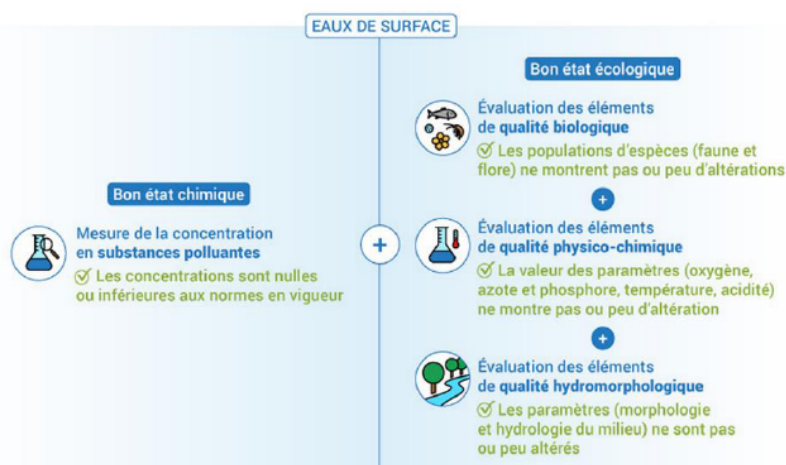 EAUX DE SURFACE
Bon état chimique
Mesure de la concentration
en substances polluantes
Les concentrations sont nulles
ou inférieures aux normes en vigueur
+
Bon état écologique
Évaluation des éléments
de qualité biologique
Les populations d'espèces (faune et
flore) ne montrent pas ou peu d'altérations
+
Évaluation des éléments
de qualité physico-chimique
La valeur des paramètres (oxygène,
azote et phosphore, température, acidité)
ne montre pas ou peu d'altération
+
Évaluation des éléments
de qualité hydromorphologique
Les paramètres (morphologie
et hydrologie du milieu) ne sont pas
ou peu altérés